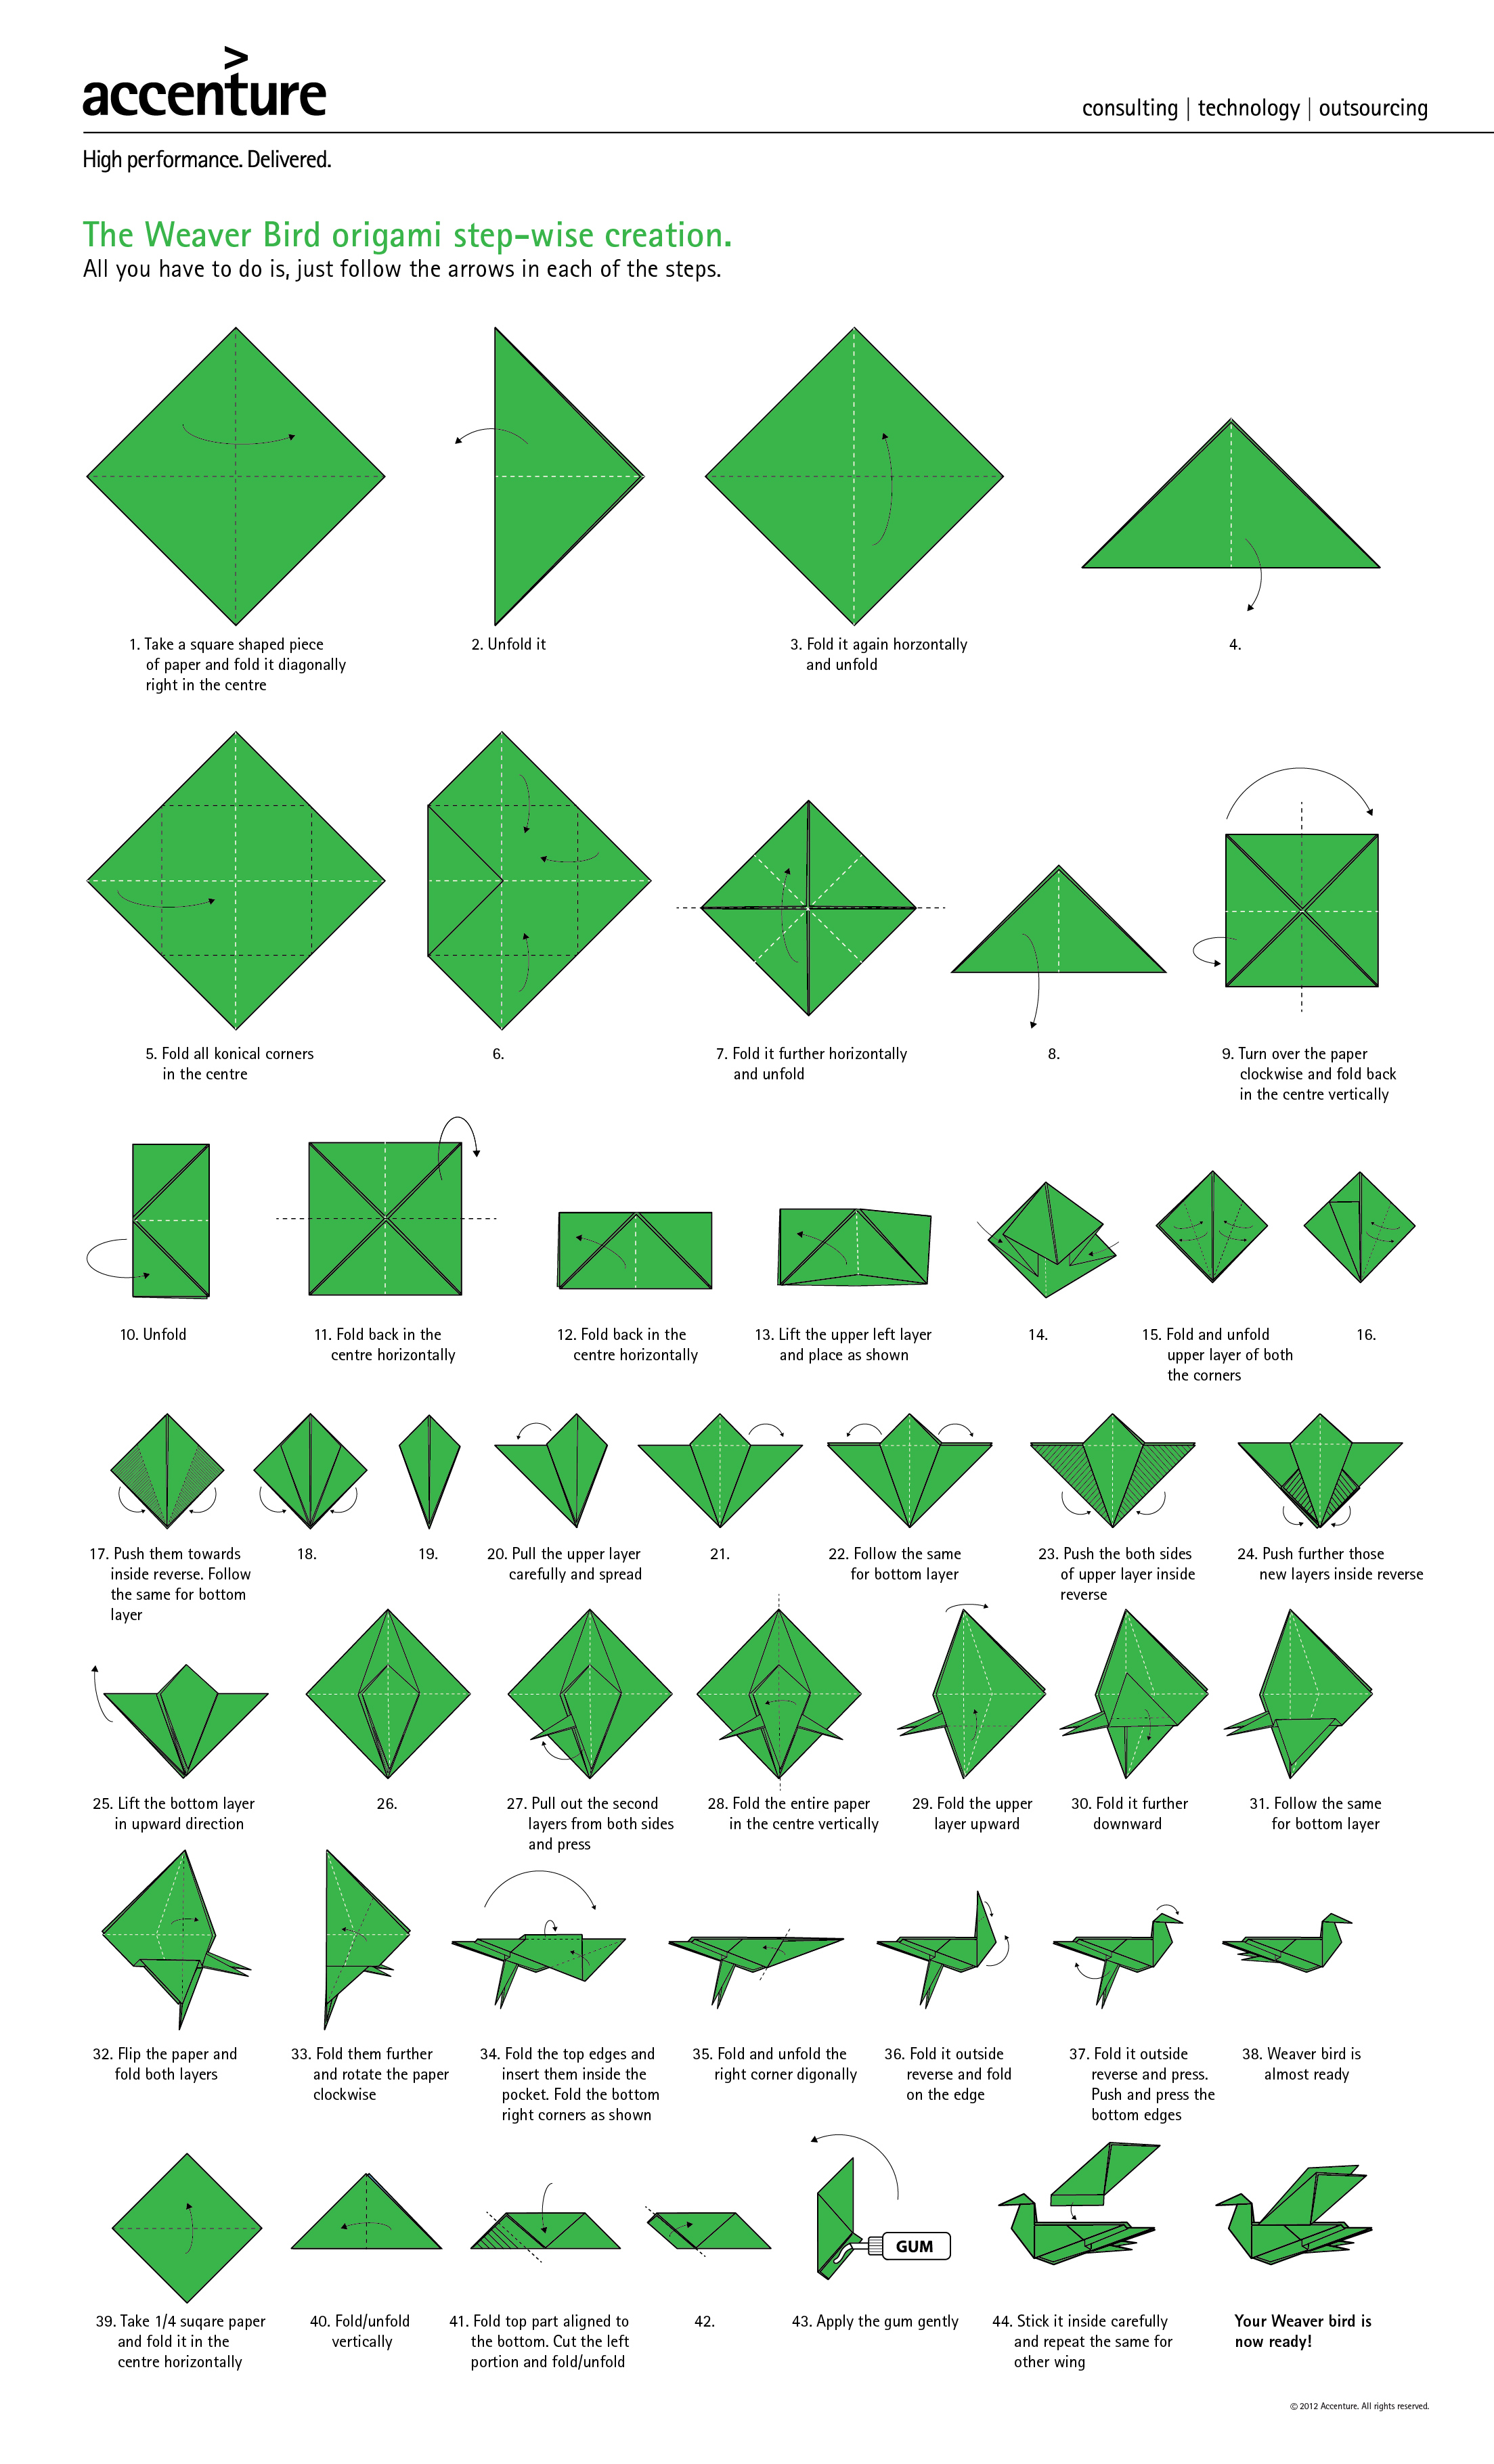 >
accenture
consulting | technology | outsourcing
High performance. Delivered.
The Weaver Bird origami step-wise creation.
All you have to do is, just follow the arrows in each of the steps.
1. Take a square shaped piece
of paper and fold it diagonally
right in the centre
2. Unfold it
3. Fold it again horzontally
and unfold
4.
5. Fold all konical corners
in the centre
6.
7. Fold it further horizontally
and unfold
8.
9. Turn over the paper
clockwise and fold back
in the centre vertically
10. Unfold
11. Fold back in the
centre horizontally
12. Fold back in the
centre horizontally
13. Lift the upper left layer
and place as shown
14.
15. Fold and unfold
upper layer of both
the corners
16.
17. Push them towards
inside reverse. Follow
the same for bottom
layer
18.
19.
20. Pull the upper layer
carefully and spread
21.
22. Follow the same
for bottom layer
23. Push the both sides
of upper layer inside
reverse
24. Push further those
new layers inside reverse
25. Lift the bottom layer
in upward direction
26.
27. Pull out the second
layers from both sides
and press
28. Fold the entire paper
in the centre vertically
29. Fold the upper
layer upward
30. Fold it further
downward
31. Follow the same
for bottom layer
32. Flip the paper and
fold both layers
33. Fold them further
and rotate the paper
clockwise
34. Fold the top edges and
insert them inside the
pocket. Fold the bottom
right corners as shown
35. Fold and unfold the
right corner digonally
36. Fold it outside
reverse and fold
on the edge
37. Fold it outside
reverse and press.
Push and press the
bottom edges
38. Weaver bird is
almost ready
GUM
39. Take 1/4 suqare paper
and fold it in the
centre horizontally
40. Fold/unfold
vertically
41. Fold top part aligned to
the bottom. Cut the left
portion and fold/unfold
42.
43. Apply the gum gently
44. Stick it inside carefully
and repeat the same for
other wing
Your Weaver bird is
now ready!
© 2012 Accenture. All rights reserved.